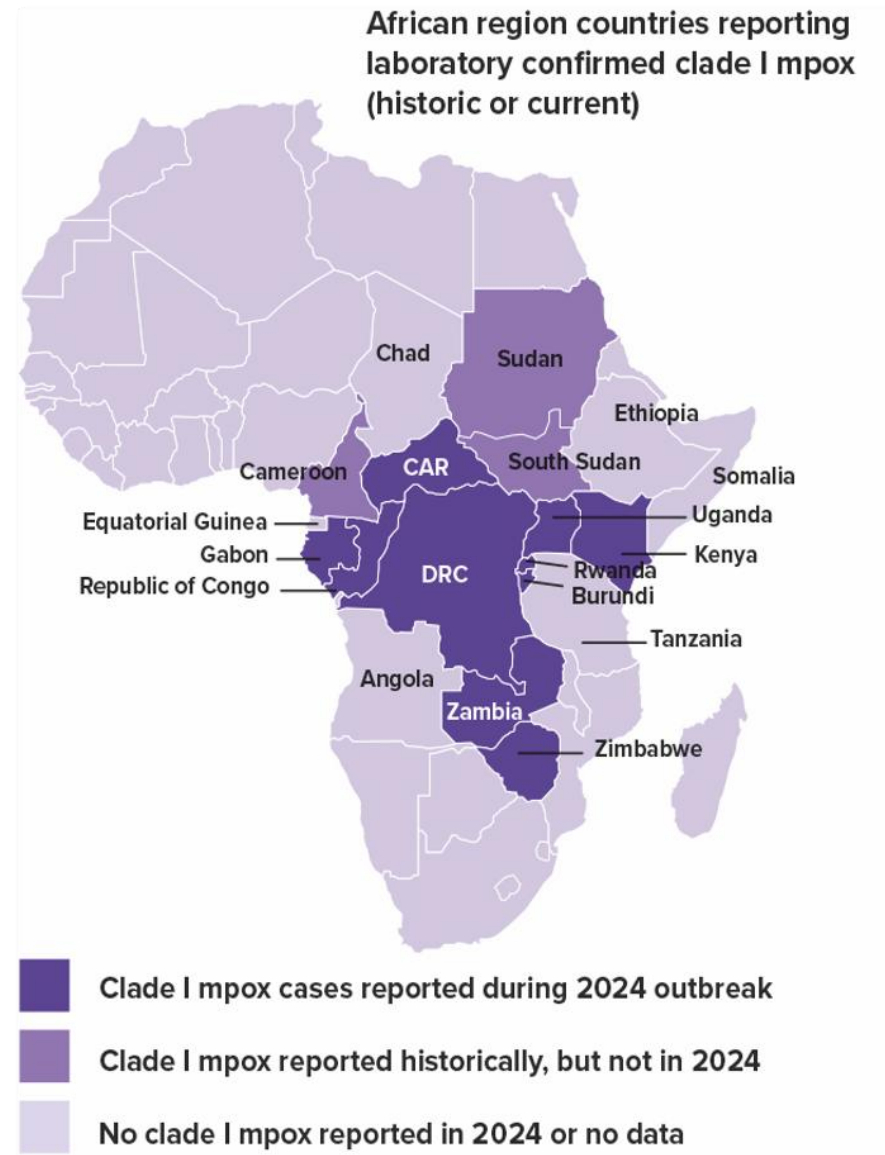 African region countries reporting
laboratory confirmed clade I mpox
(historic or current)
Chad
Sudan
Ethiopia
Cameroon
CAR
South Sudan
Somalia
Equatorial Guinea
Uganda
Gabon
Kenya
DRC
Rwanda
Republic of Congo
Burundi
Tanzania
Angola
Zambia
Zimbabwe
Clade I mpox cases reported during 2024 outbreak
Clade I mpox reported historically, but not in 2024
No clade I mpox reported in 2024 or no data